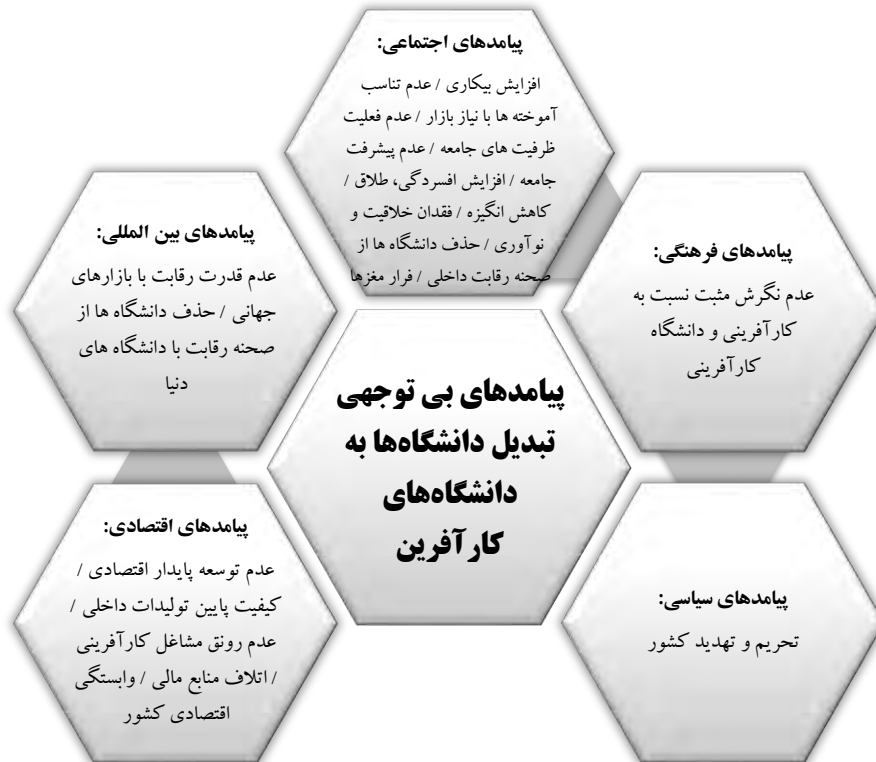 پیامدهای اجتماعی:
افزایش بیکاری / عدم تناسب
آموخته ها با نیاز بازار / عدم فعلیت
ظرفیت های جامعه / عدم پیشرفت
جامعه / افزایش افسردگی، طلاق /
کاهش انگیزه / فقدان خلاقیت و
نوآوری / حذف دانشگاه ها از
صحنه رقابت داخلی / فرار مغزها
پیامدهای فرهنگی:
عدم نگرش مثبت نسبت به
کارآفرینی و دانشگاه
کارآفرینی
پیامدهای بین المللی:
عدم قدرت رقابت با بازارهای
جهانی / حذف دانشگاه ها از
صحنه رقابت با دانشگاه های
دنیا
پیامدهای بی توجهی
تبدیل دانشگاه‌ها به
دانشگاه‌های
کارآفرین
پیامدهای سیاسی:
تحریم و تهدید کشور
پیامدهای اقتصادی:
عدم توسعه پایدار اقتصادی /
کیفیت پایین تولیدات داخلی /
عدم رونق مشاغل کارآفرینی
/ اتلاف منابع مالی / وابستگی
اقتصادی کشور